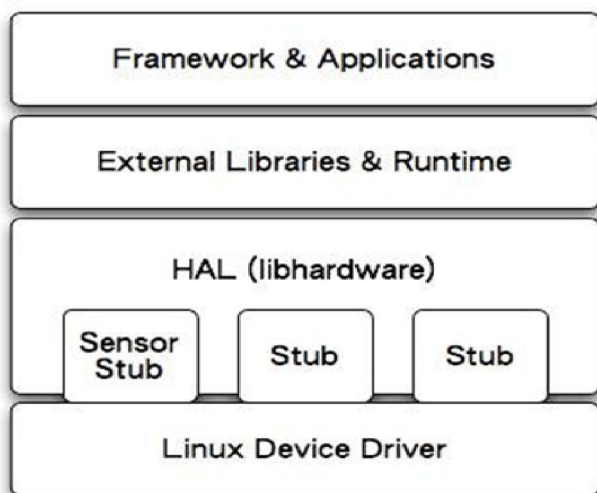 Framework & Applications
External Libraries & Runtime
HAL (libhardware)
Sensor
Stub
Stub
Stub
Linux Device Driver